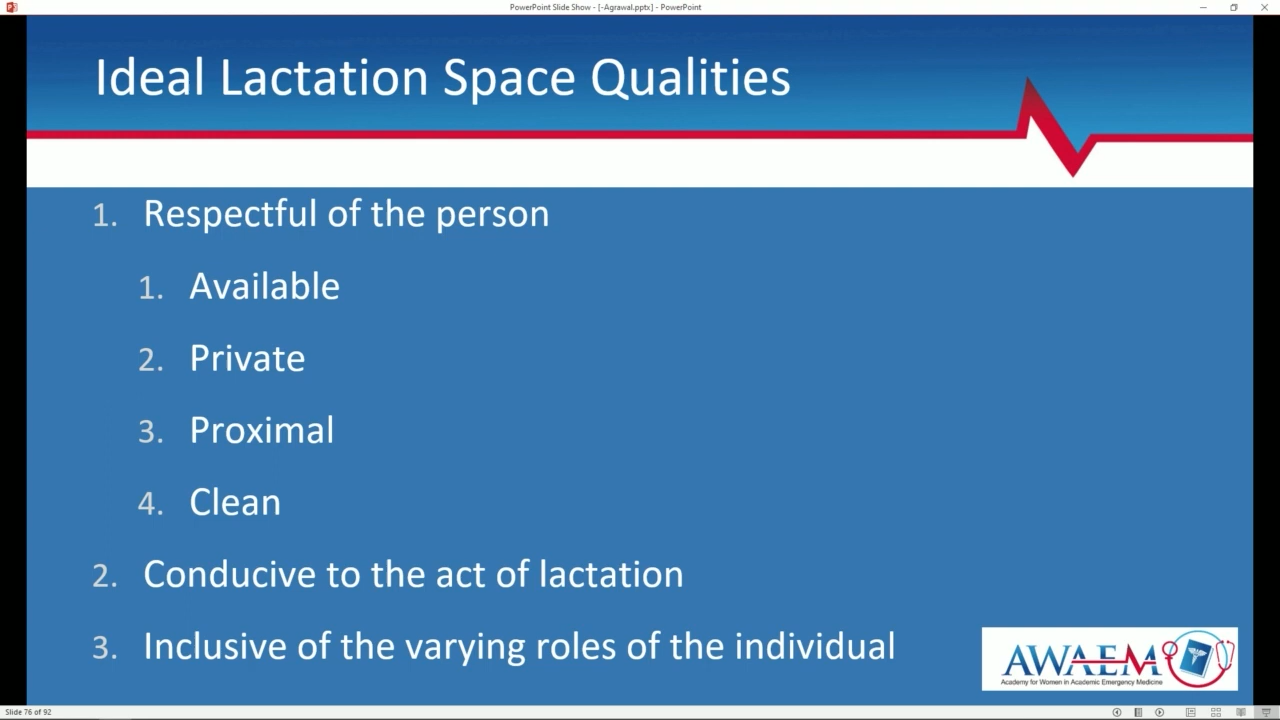 PowerPoint Slide Show - [-Agrawal.pptx] - PowerPoint
Ideal Lactation Space Qualities
1. Respectful of the person
1. Available
2. Private
3. Proximal
4. Clean
2. Conducive to the act of lactation
3. Inclusive of the varying roles of the individual
AWAEM
Academy for Women in Academic Emergency Medicine
Slide 76 of 92